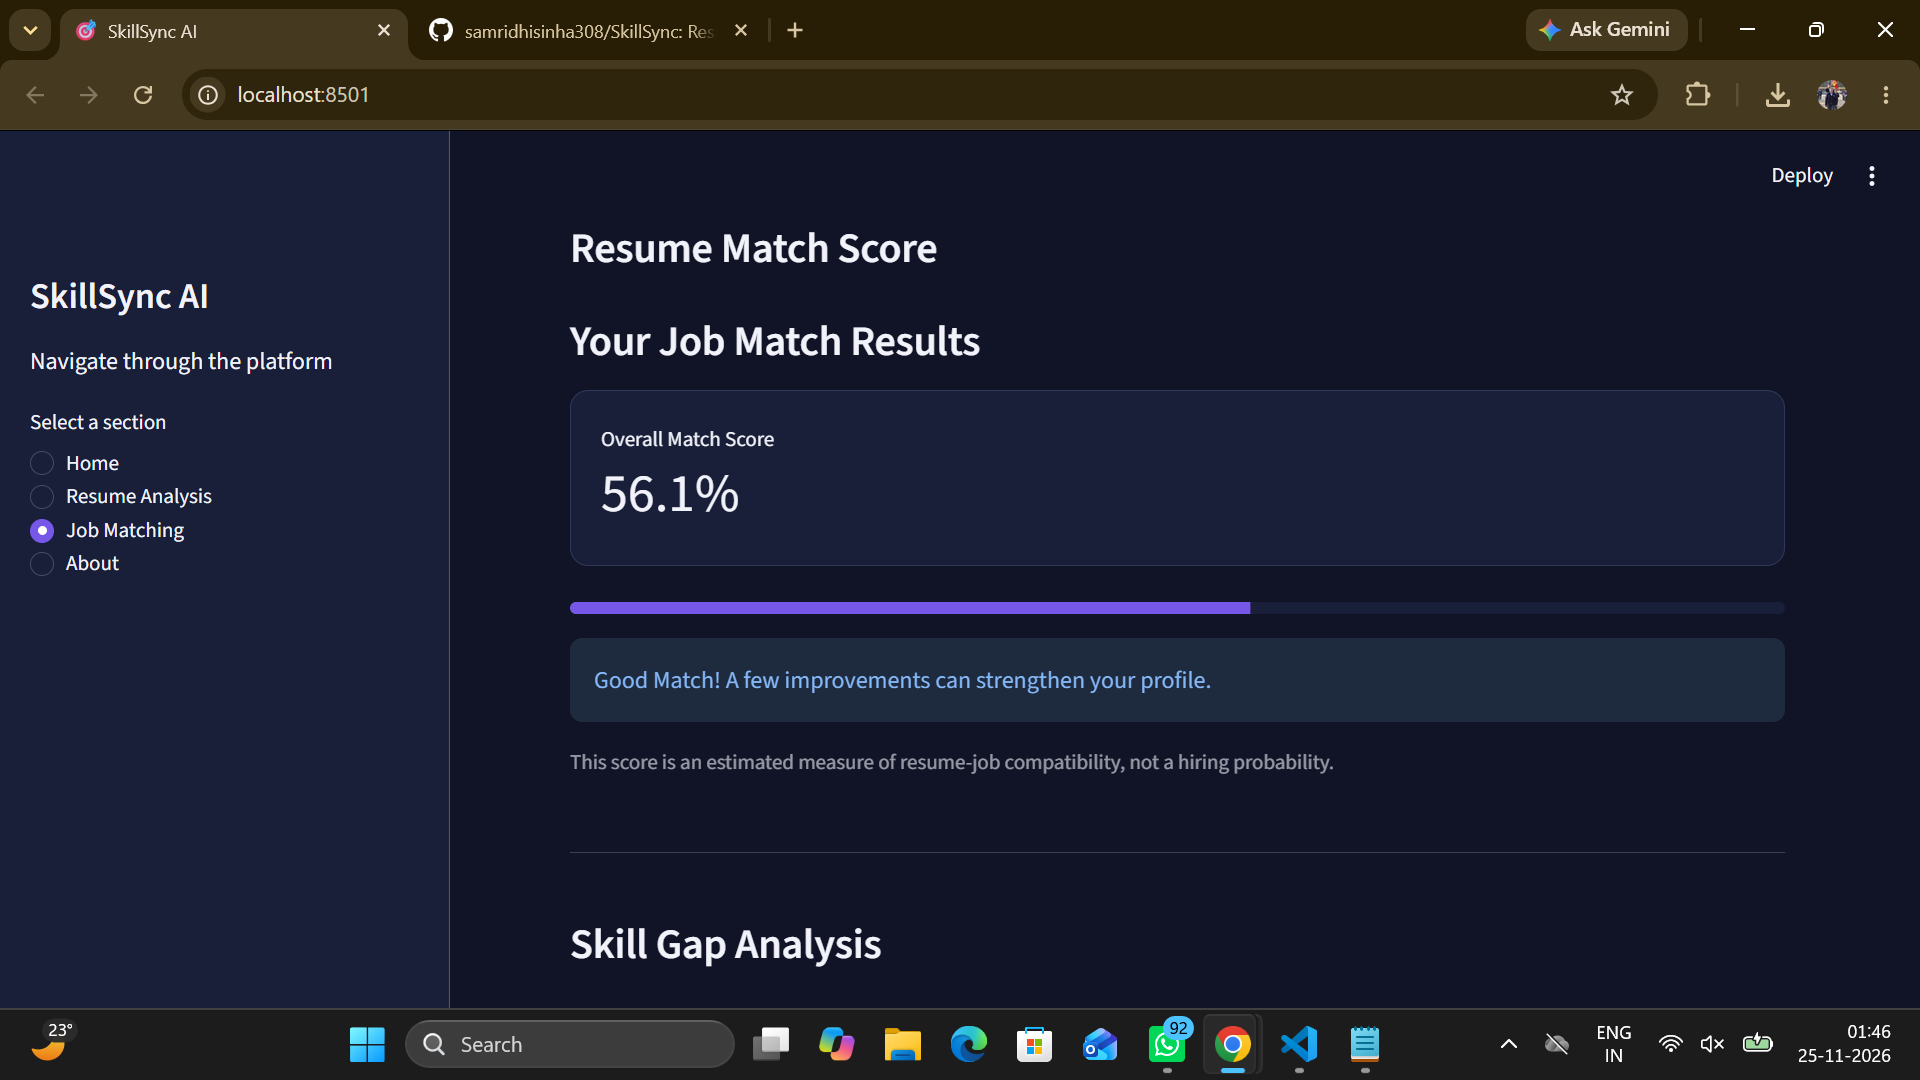 SkillSync AI
samridhisinha308/SkillSync: Res
Ask Gemini
localhost:8501
Deploy
SkillSync AI
Navigate through the platform
Select a section
Home
Resume Analysis
Job Matching
About
Resume Match Score
Your Job Match Results
Overall Match Score
56.1%
Good Match! A few improvements can strengthen your profile.
This score is an estimated measure of resume-job compatibility, not a hiring probability.
Skill Gap Analysis
23°
Search
92
ENG
IN
01:46
25-11-2026